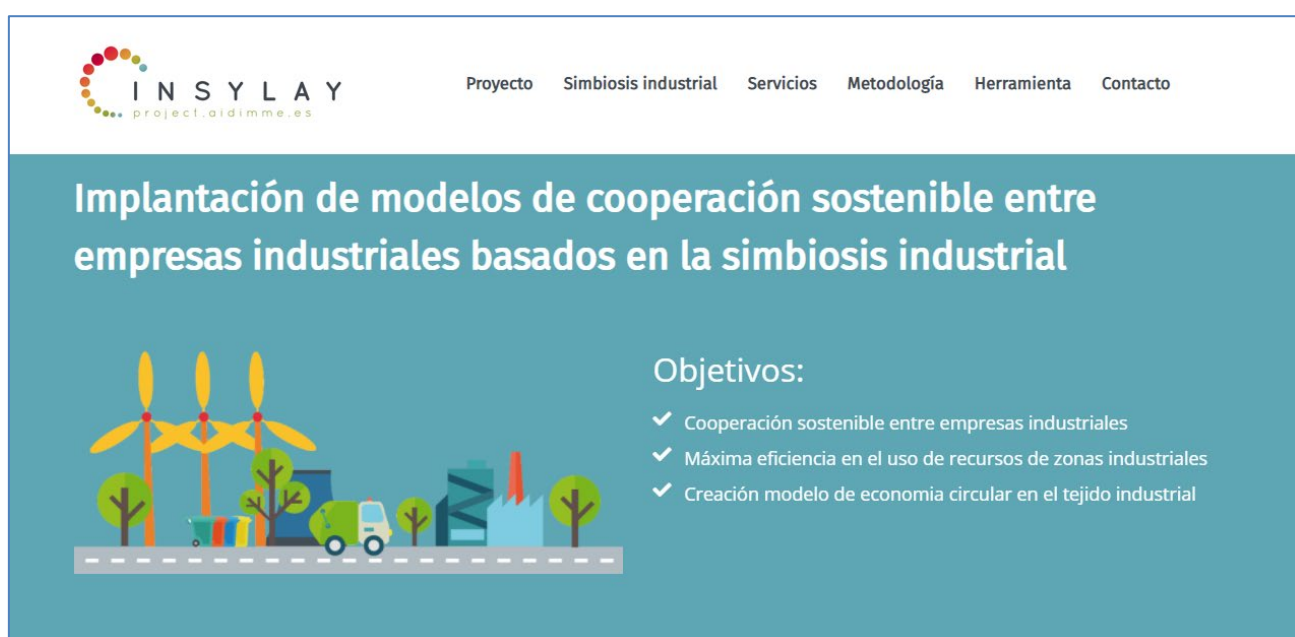 INSYLAY
project.aidimme.es
Proyecto Simbiosis industrial Servicios Metodología Herramienta Contacto
Implantación de modelos de cooperación sostenible entre
empresas industriales basados en la simbiosis industrial
Objetivos:
Cooperación sostenible entre empresas industriales
Máxima eficiencia en el uso de recursos de zonas industriales
Creación modelo de economia circular en el tejido industrial